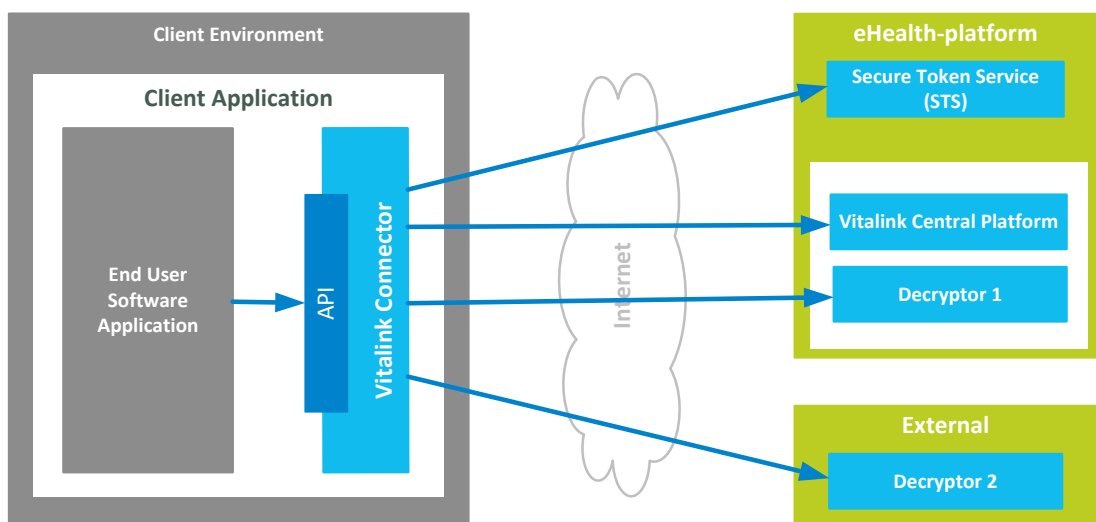 Client Environment
Client Application
End User
Software
Application
API
Vitalink Connector
Internet
eHealth-platform
Secure Token Service
(STS)
Vitalink Central Platform
Decryptor 1
External
Decryptor 2